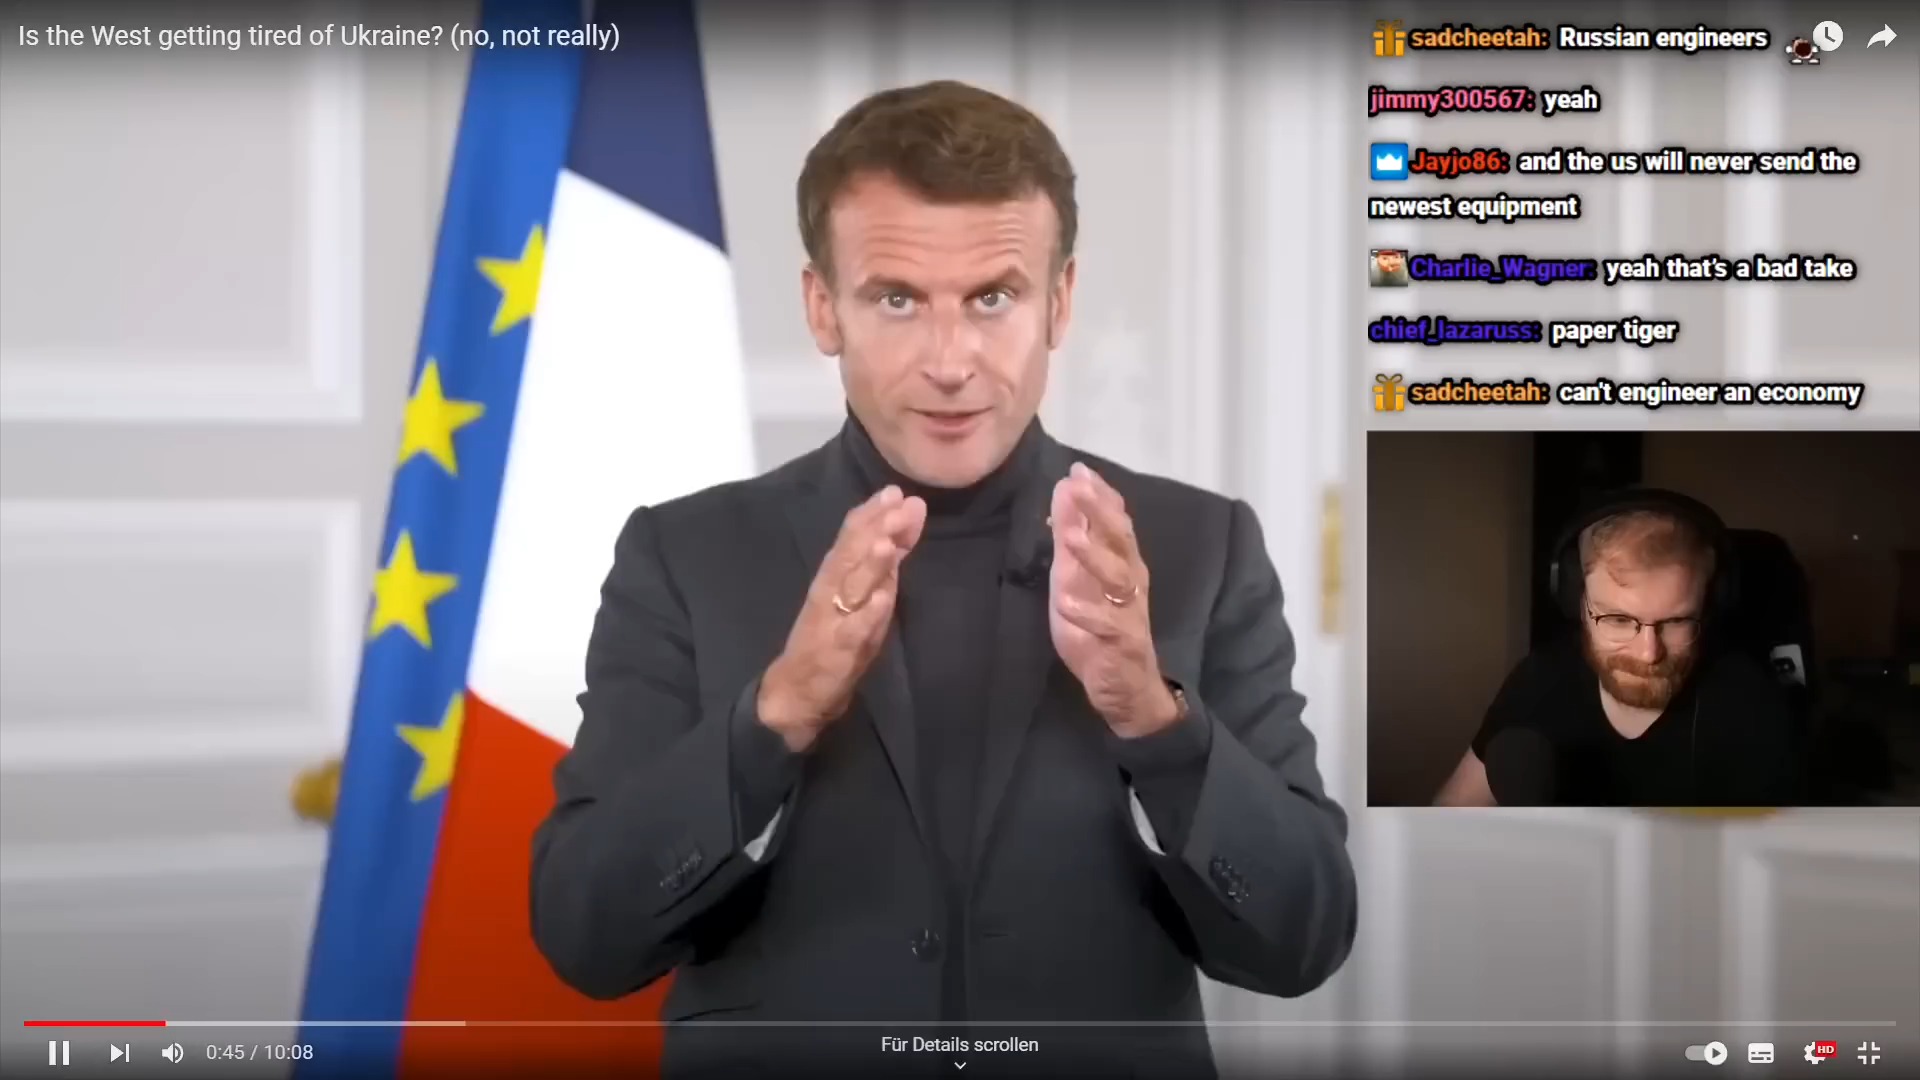 Is the West getting tired of Ukraine? (no, not really)
sadcheetah: Russian engineers
jimmy300567: yeah
Jayjo86: and the us will never send the
newest equipment
Charlie_Wagner: yeah that's a bad take
chief_lazaruss: paper tiger
sadcheetah: can't engineer an economy
Für Details scrollen
0:45 / 10:08
HD